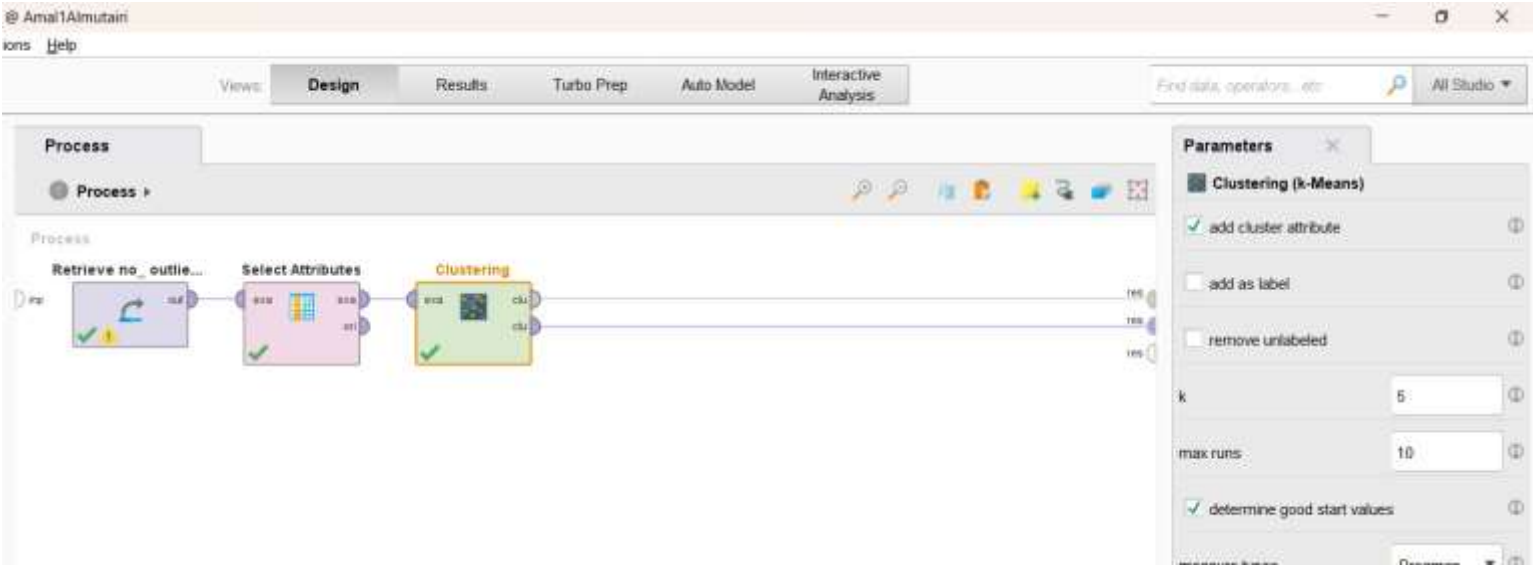 @ Amal1Almutairi
ions Help
Views: Design Results Turbo Prep Auto Model Interactive Analysis
Find data, operators...etc All Studio
Process
Process
Process
Retrieve no_ outlie... Select Attributes Clustering
inp out exa exa ori exa clu clu res res res
Parameters
Clustering (k-Means)
add cluster attribute
add as label
remove unlabeled
k 5
max runs 10
determine good start values